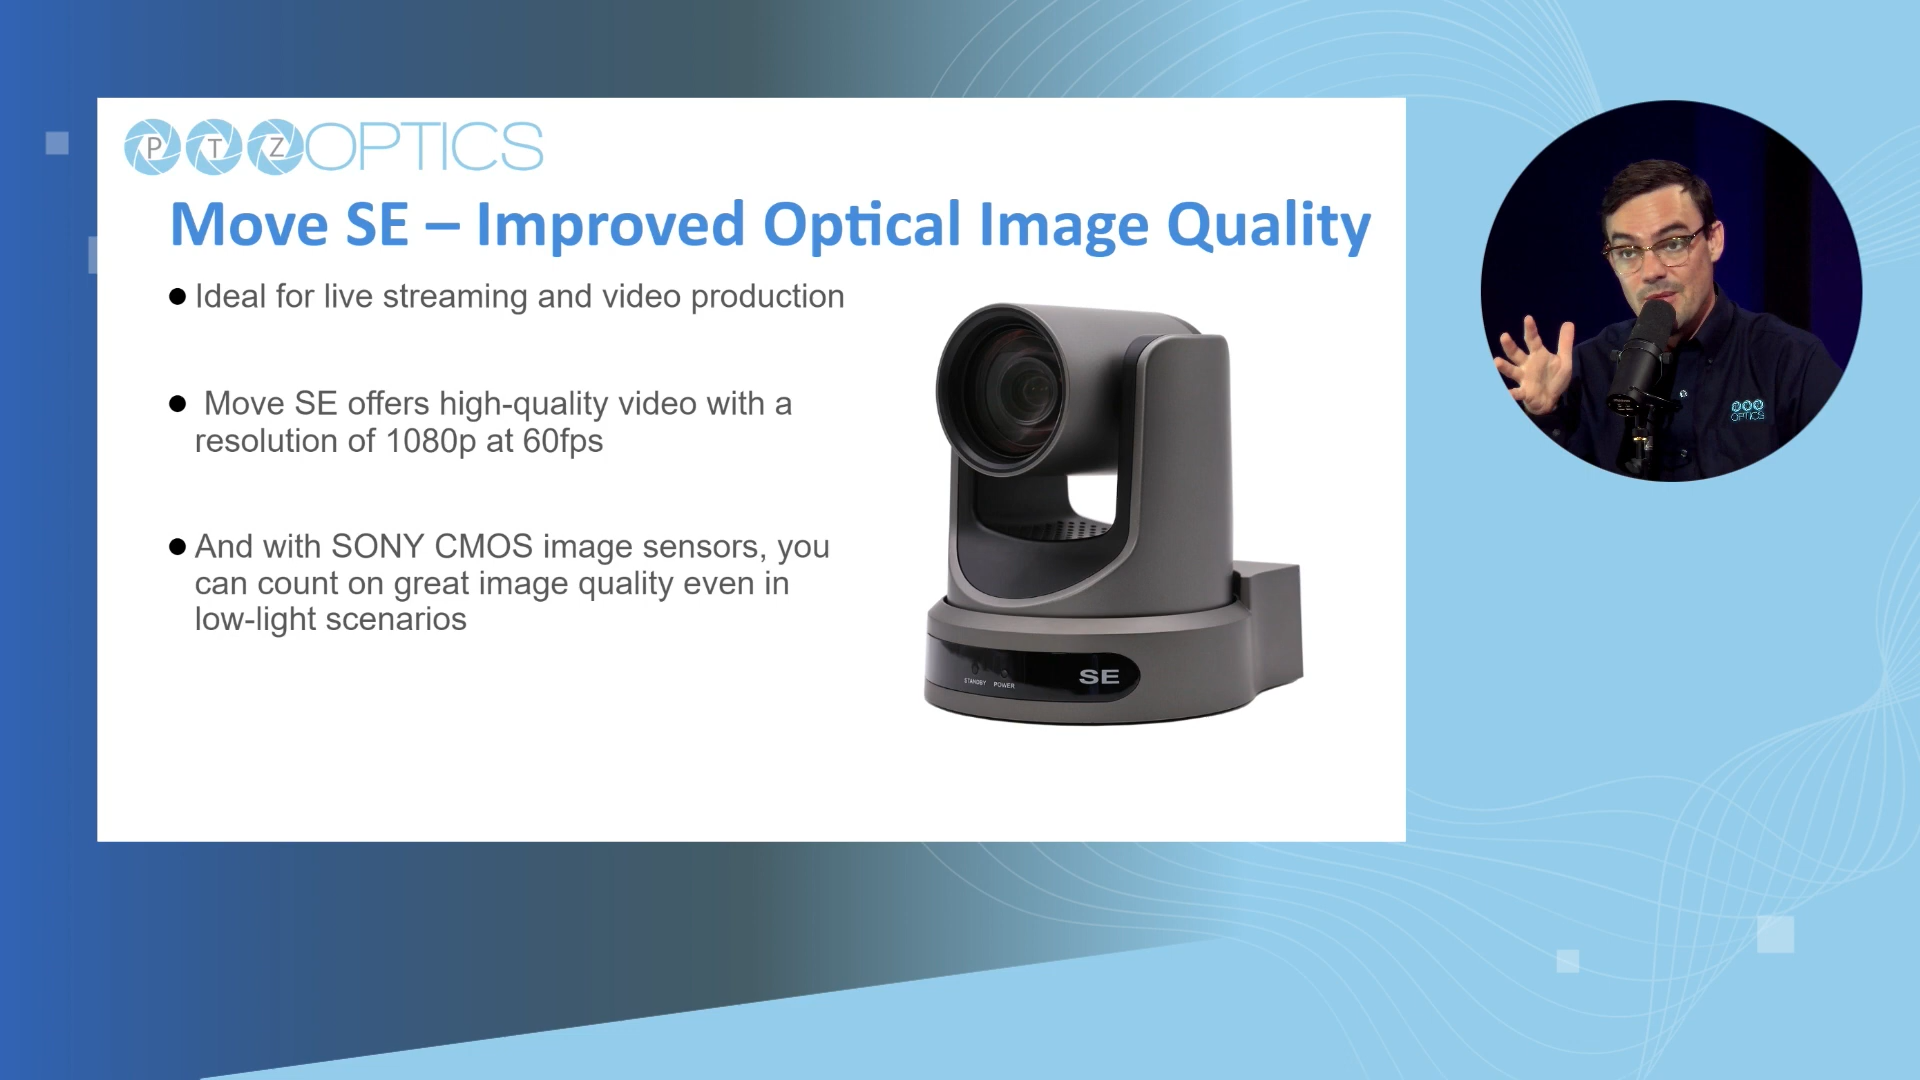 PTZOPTICS
Move SE – Improved Optical Image Quality
Ideal for live streaming and video production
Move SE offers high-quality video with a
resolution of 1080p at 60fps
And with SONY CMOS image sensors, you
can count on great image quality even in
low-light scenarios
STANDBY POWER
SE
PTZ
OPTICS